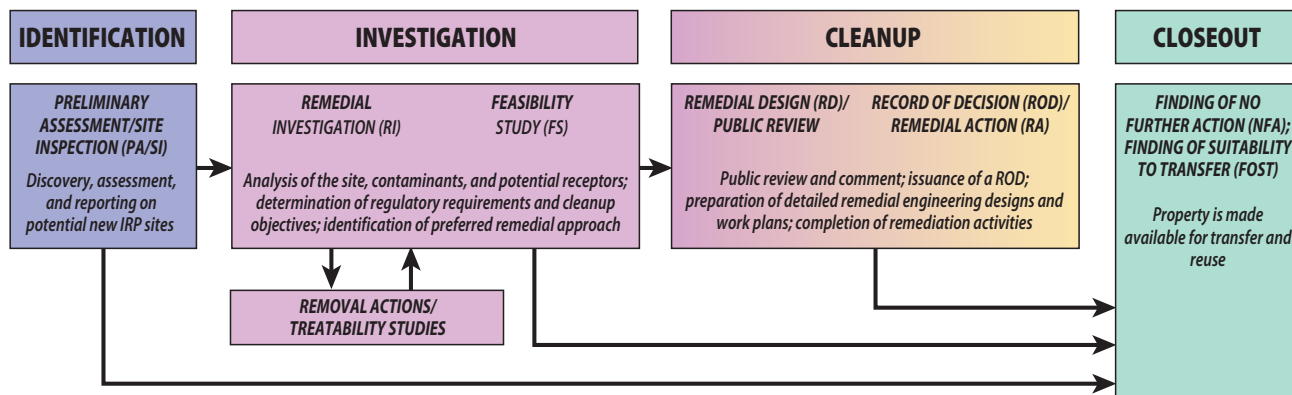 IDENTIFICATION
PRELIMINARY
ASSESSMENT/SITE
INSPECTION (PA/SI)
Discovery, assessment,
and reporting on
potential new IRP sites
INVESTIGATION
REMEDIAL
INVESTIGATION (RI)
FEASIBILITY
STUDY (FS)
Analysis of the site, contaminants, and potential receptors;
determination of regulatory requirements and cleanup
objectives; identification of preferred remedial approach
REMOVAL ACTIONS/
TREATABILITY STUDIES
CLEANUP
REMEDIAL DESIGN (RD)/
PUBLIC REVIEW
RECORD OF DECISION (ROD)/
REMEDIAL ACTION (RA)
Public review and comment; issuance of a ROD;
preparation of detailed remedial engineering designs and
work plans; completion of remediation activities
CLOSEOUT
FINDING OF NO
FURTHER ACTION (NFA);
FINDING OF SUITABILITY
TO TRANSFER (FOST)
Property is made
available for transfer and
reuse